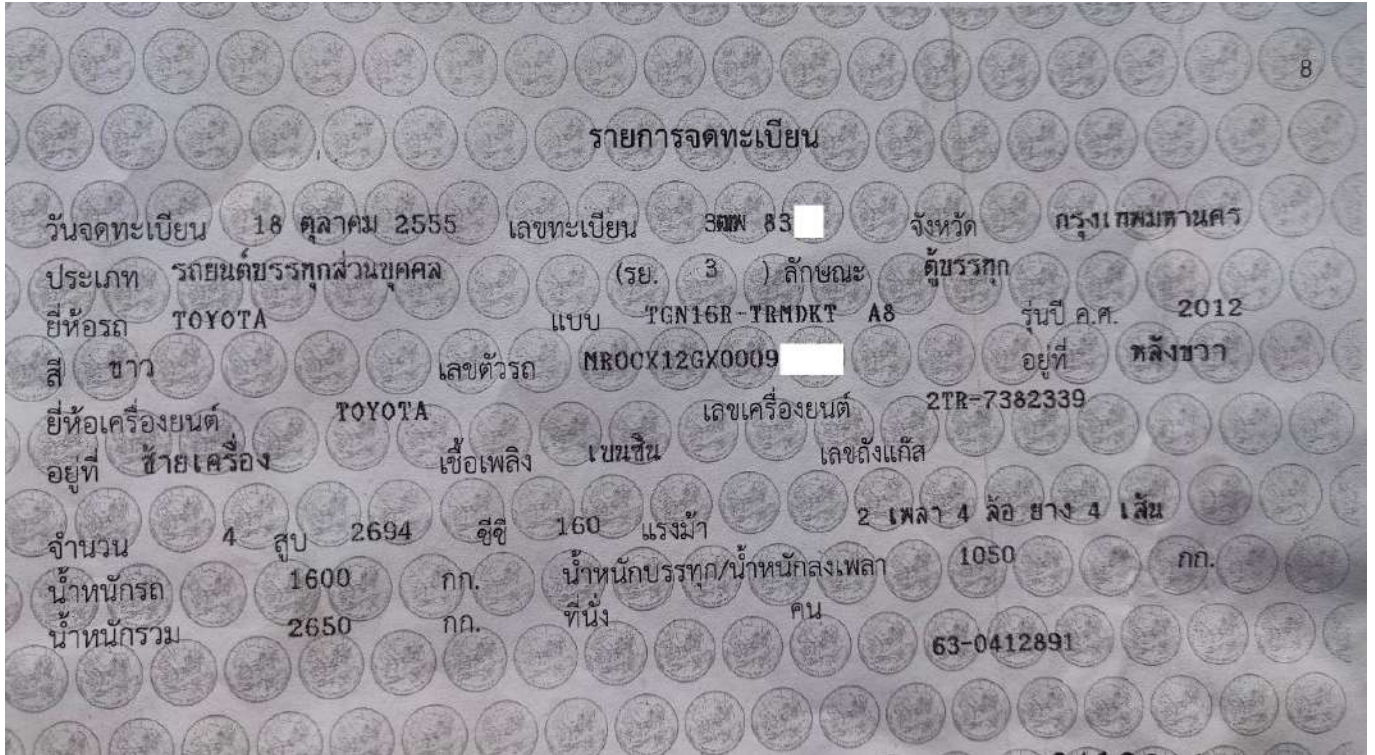 8
รายการจดทะเบียน
วันจดทะเบียน 18 ตุลาคม 2555 เลขทะเบียน 83 จังหวัด กรุงเทพมหานคร
ประเภท รถยนต์บรรทุกส่วนบุคคล (รย. 3 ) ลักษณะ ตู้บรรทุก
ยี่ห้อรถ TOYOTA แบบ TGN16R-TRMDKT A8 รุ่นปี ค.ศ. 2012
สี ขาว เลขตัวรถ MR0CX12GX0009 อยู่ที่ หลังขวา
ยี่ห้อเครื่องยนต์ TOYOTA เลขเครื่องยนต์ 2TR-7382339
อยู่ที่ ซ้ายเครื่อง เชื้อเพลิง เบนซิน เลขถังแก๊ส
จำนวน 4 สูบ 2694 ซีซี 160 แรงม้า 2 เพลา 4 ล้อ ยาง 4 เส้น
น้ำหนักรถ 1600 กก. น้ำหนักบรรทุก/น้ำหนักลงเพลา 1050 กก.
น้ำหนักรวม 2650 กก. ที่นั่ง คน
63-0412891